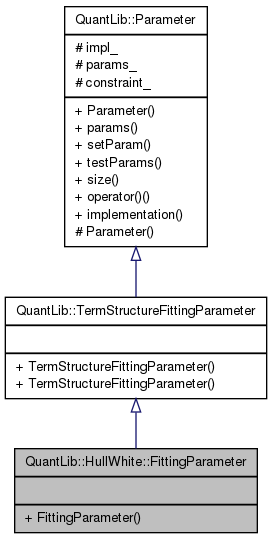 QuantLib::Parameter
# impl_
# params_
# constraint_
+ Parameter()
+ params()
+ setParam()
+ testParams()
+ size()
+ operator()()
+ implementation()
# Parameter()
QuantLib::TermStructureFittingParameter
+ TermStructureFittingParameter()
+ TermStructureFittingParameter()
QuantLib::HullWhite::FittingParameter
+ FittingParameter()